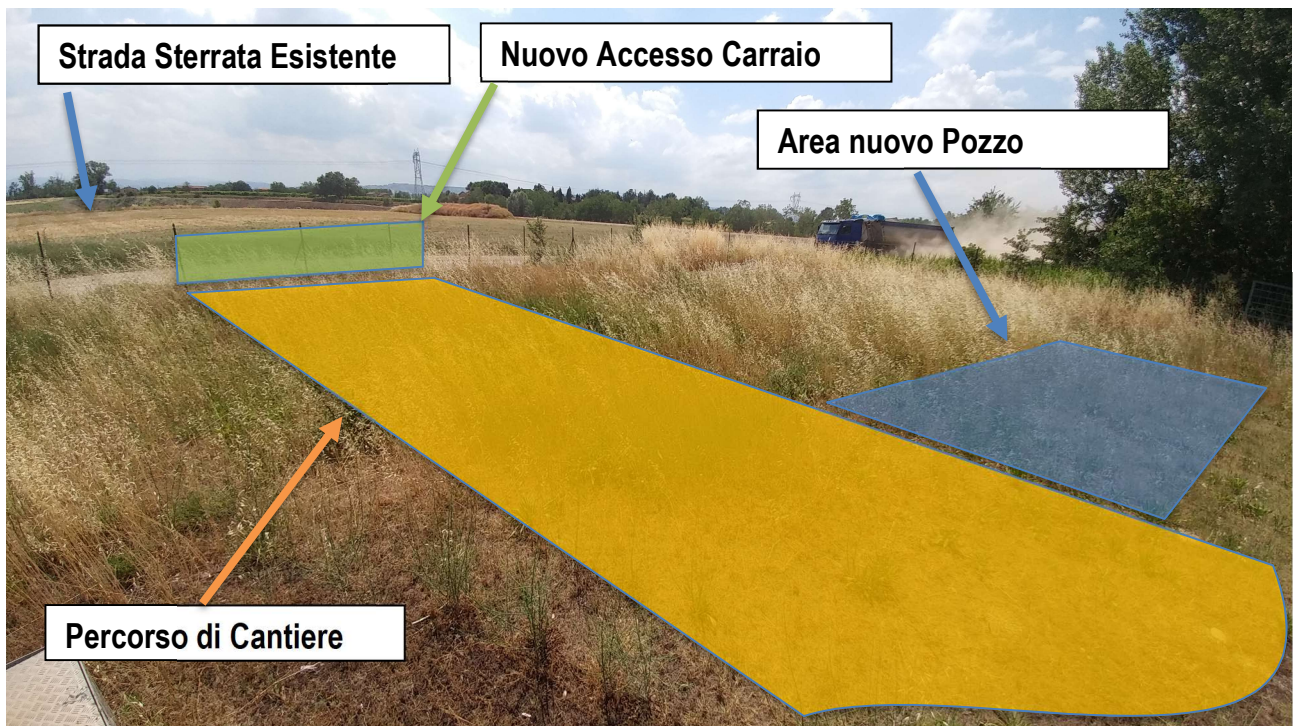 Strada Sterrata Esistente
Nuovo Accesso Carraio
Area nuovo Pozzo
Percorso di Cantiere